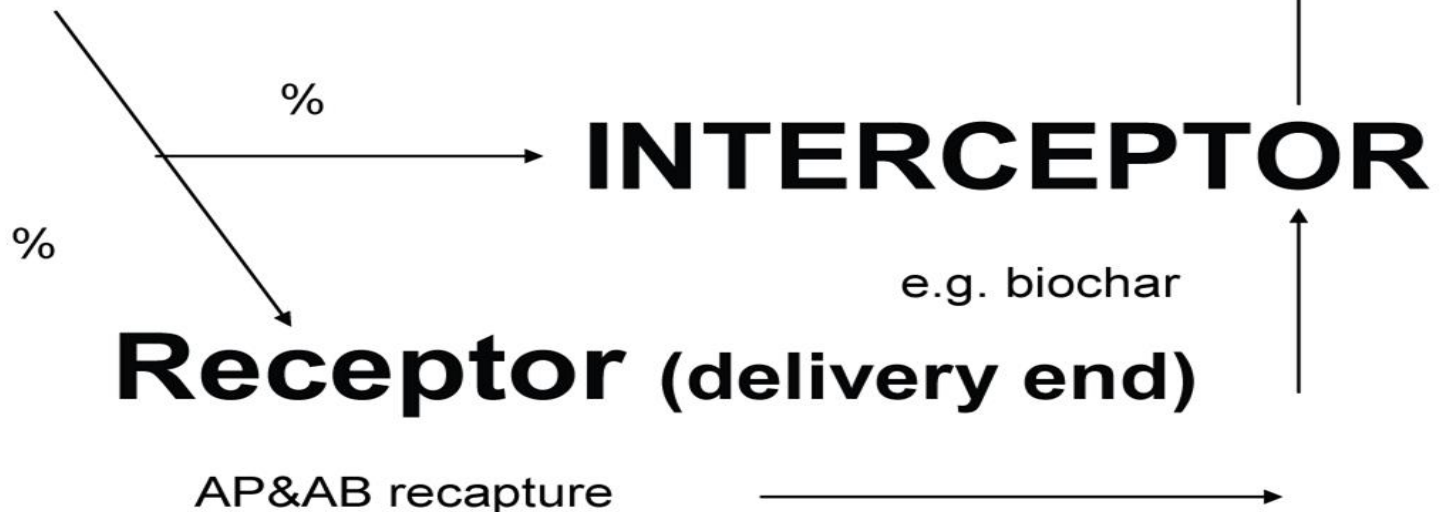 %
INTERCEPTOR
%
e.g. biochar
Receptor (delivery end)
AP&AB recapture